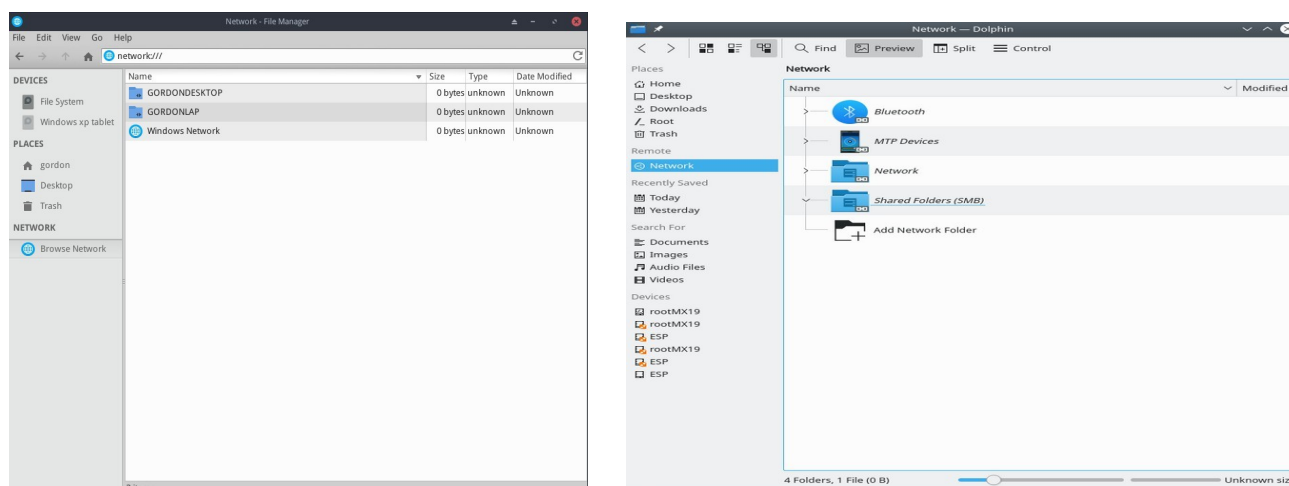 Network - File Manager
File Edit View Go Help
network:///
DEVICES
File System
Windows xp tablet
PLACES
gordon
Desktop
Trash
NETWORK
Browse Network
Name Size Type Date Modified
GORDONDESKTOP 0 bytes unknown Unknown
GORDONLAP 0 bytes unknown Unknown
Windows Network 0 bytes unknown Unknown
Network — Dolphin
Find Preview Split Control
Places
Home
Desktop
Downloads
Root
Trash
Remote
Network
Recently Saved
Today
Yesterday
Search For
Documents
Images
Audio Files
Videos
Devices
rootMX19
rootMX19
ESP
rootMX19
ESP
ESP
Network
Name Modified
Bluetooth
MTP Devices
Network
Shared Folders (SMB)
Add Network Folder
4 Folders, 1 File (0 B) Unknown siz